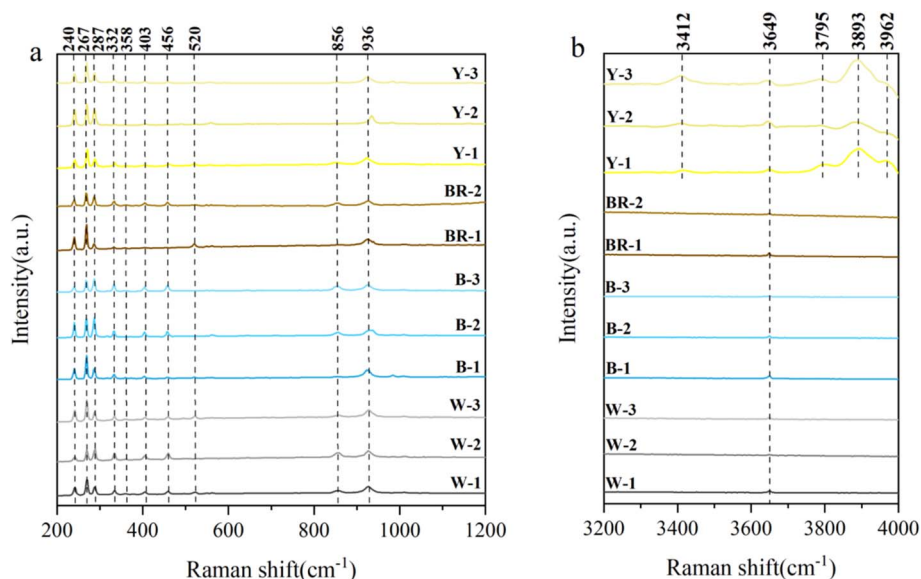 240 267 287 332 358 403 456 520 856 936
a
Y-3
Y-2
Y-1
BR-2
BR-1
B-3
B-2
B-1
W-3
W-2
W-1
Intensity(a.u.)
200 400 600 800 1000 1200
Raman shift(cm⁻¹)
3412 3649 3795 3893 3962
b
Y-3
Y-2
Y-1
BR-2
BR-1
B-3
B-2
B-1
W-3
W-2
W-1
Intensity(a.u.)
3200 3400 3600 3800 4000
Raman shift(cm⁻¹)